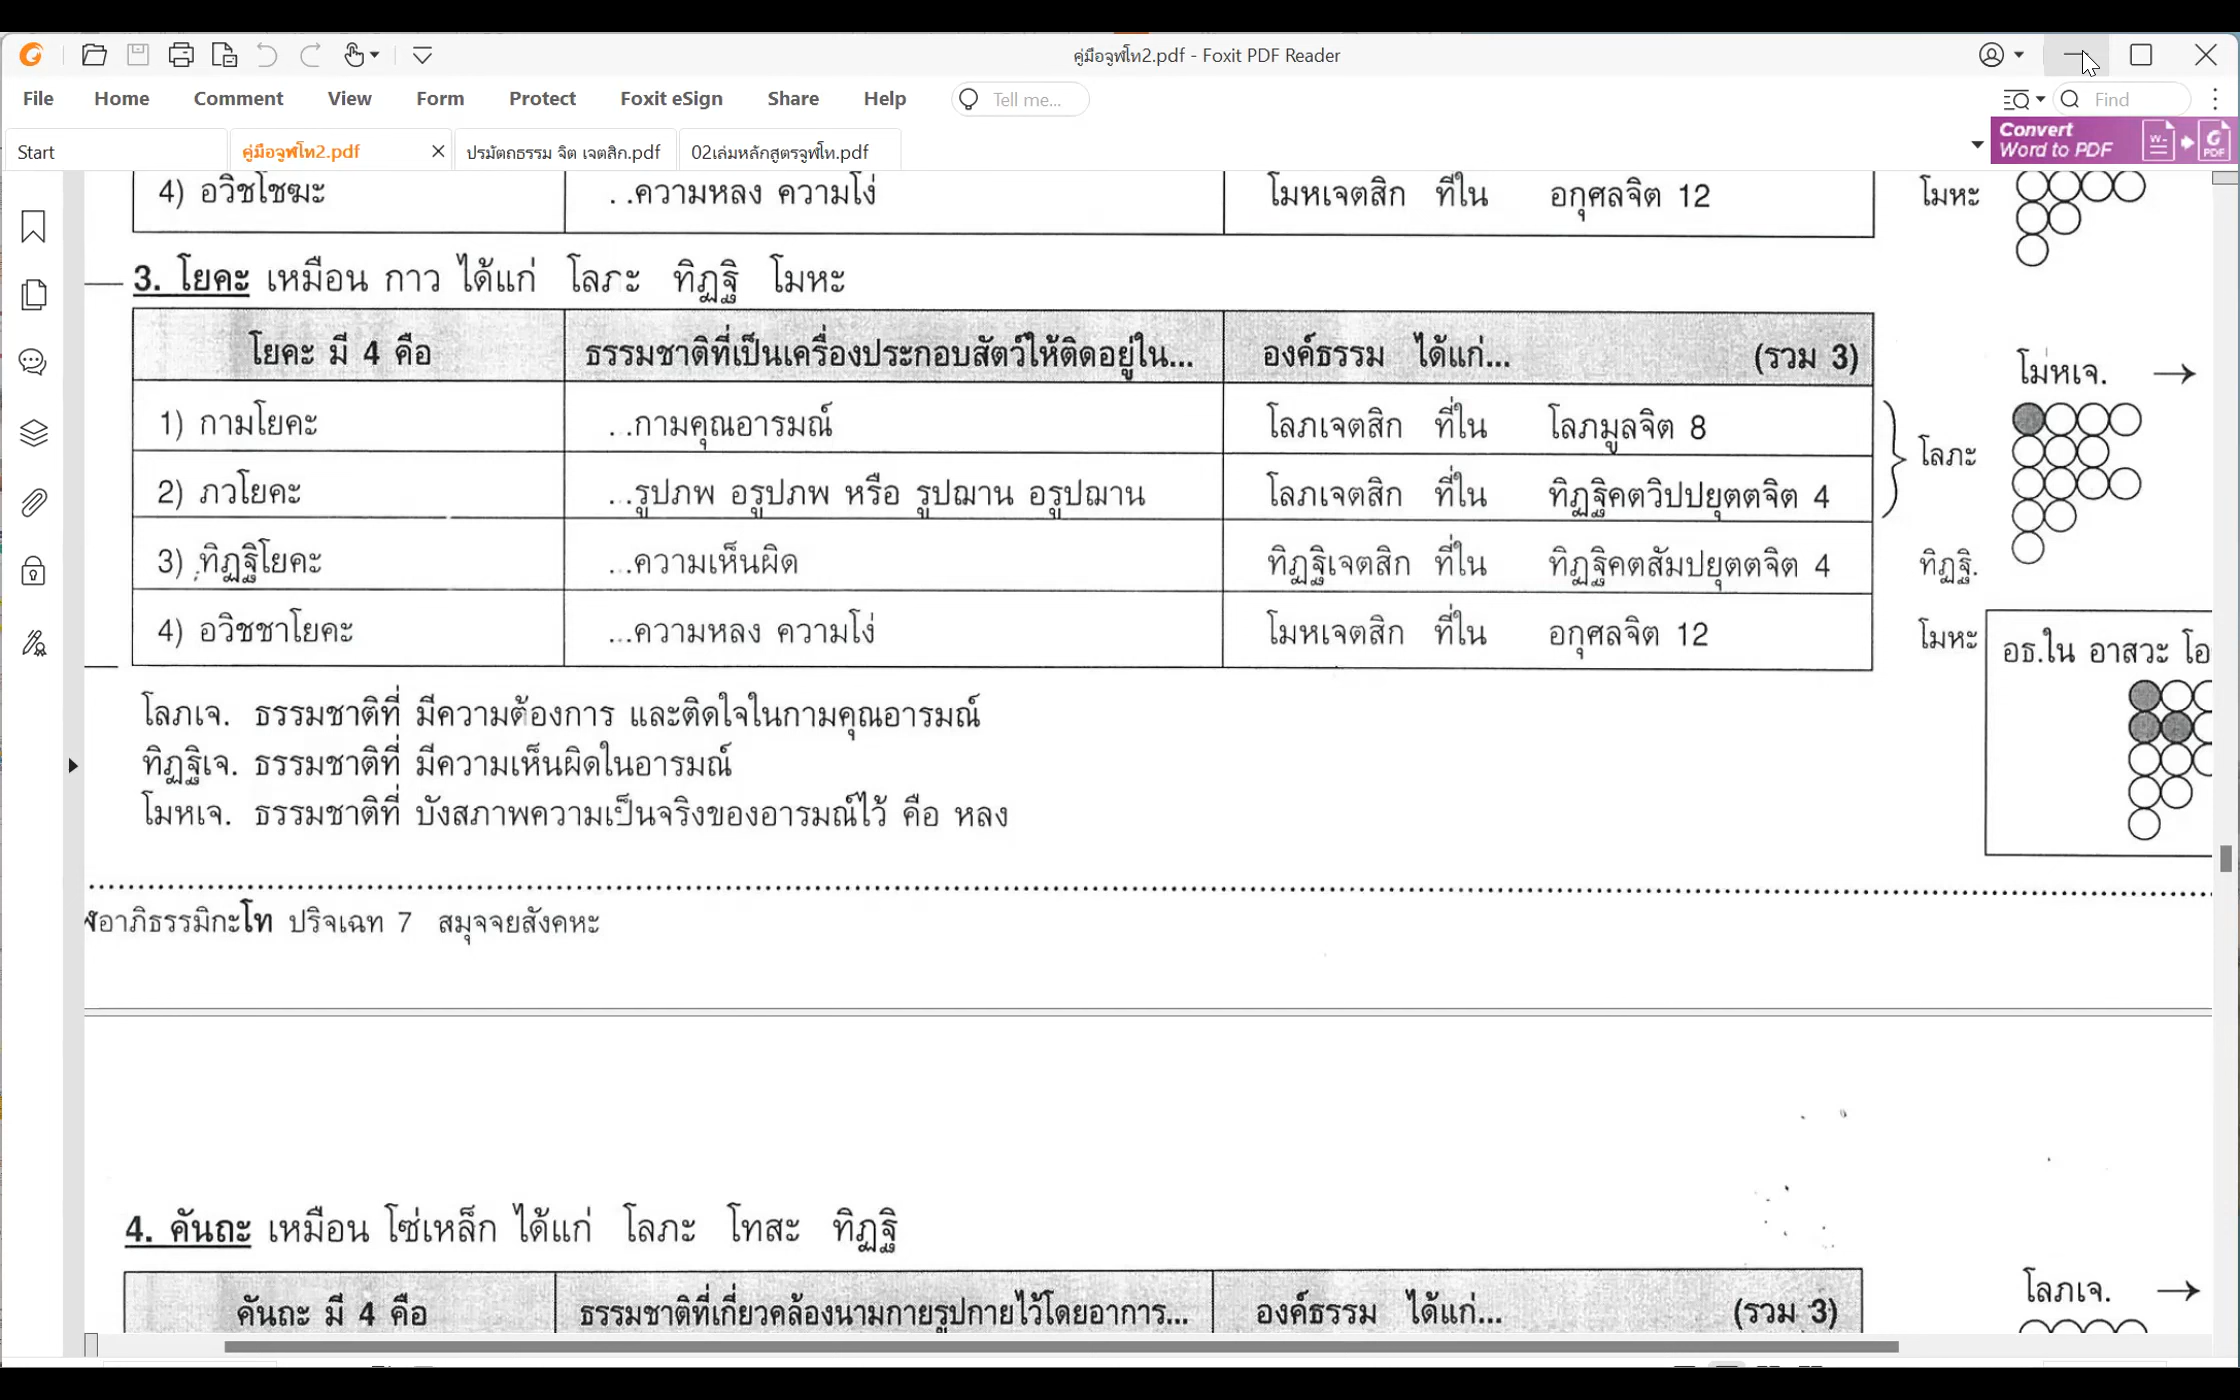 คู่มือจูฬโท2.pdf - Foxit PDF Reader
File Home Comment View Form Protect Foxit eSign Share Help Tell me... Find
Start คู่มือจูฬโท2.pdf ปรมัตถธรรม จิต เจตสิก.pdf 02เล่มหลักสูตรจูฬโท.pdf
Convert
Word to PDF
4) อวิชโชฆะ . .ความหลง ความโง่ โมหเจตสิก ที่ใน อกุศลจิต 12 โมหะ
3. โยคะ เหมือน กาว ได้แก่ โลภะ ทิฏฐิ โมหะ
โยคะ มี 4 คือ ธรรมชาติที่เป็นเครื่องประกอบสัตว์ให้ติดอยู่ใน... องค์ธรรม ได้แก่... (รวม 3) โมหเจ. →
1) กามโยคะ ...กามคุณอารมณ์ โลภเจตสิก ที่ใน โลภมูลจิต 8
โลภะ
2) ภวโยคะ ...รูปภพ อรูปภพ หรือ รูปฌาน อรูปฌาน โลภเจตสิก ที่ใน ทิฏฐิคตวิปปยุตตจิต 4
3) ทิฏฐิโยคะ ...ความเห็นผิด ทิฏฐิเจตสิก ที่ใน ทิฏฐิคตสัมปยุตตจิต 4 ทิฏฐิ.
4) อวิชชาโยคะ ...ความหลง ความโง่ โมหเจตสิก ที่ใน อกุศลจิต 12 โมหะ
อธ.ใน อาสวะ โอ
โลภเจ. ธรรมชาติที่ มีความต้องการ และติดใจในกามคุณอารมณ์
ทิฏฐิเจ. ธรรมชาติที่ มีความเห็นผิดในอารมณ์
โมหเจ. ธรรมชาติที่ บังสภาพความเป็นจริงของอารมณ์ไว้ คือ หลง
ฬอาภิธรรมิกะโท ปริจเฉท 7 สมุจจยสังคหะ
4. คันถะ เหมือน โซ่เหล็ก ได้แก่ โลภะ โทสะ ทิฏฐิ
คันถะ มี 4 คือ ธรรมชาติที่เกี่ยวคล้องนามกายรูปกายไว้โดยอาการ... องค์ธรรม ได้แก่... (รวม 3) โลภเจ. →